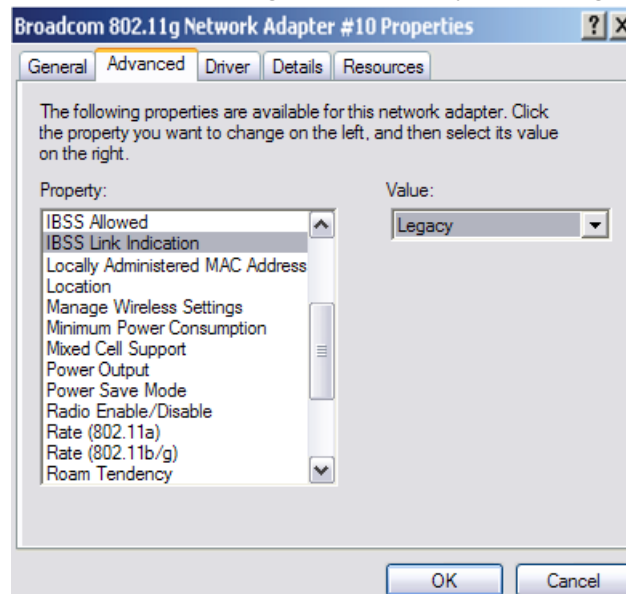 Broadcom 802.11g Network Adapter #10 Properties
General Advanced Driver Details Resources
The following properties are available for this network adapter. Click
the property you want to change on the left, and then select its value
on the right.
Property: Value:
IBSS Allowed
IBSS Link Indication
Legacy
Locally Administered MAC Address
Location
Manage Wireless Settings
Minimum Power Consumption
Mixed Cell Support
Power Output
Power Save Mode
Radio Enable/Disable
Rate (802.11a)
Rate (802.11b/g)
Roam Tendency
OK Cancel